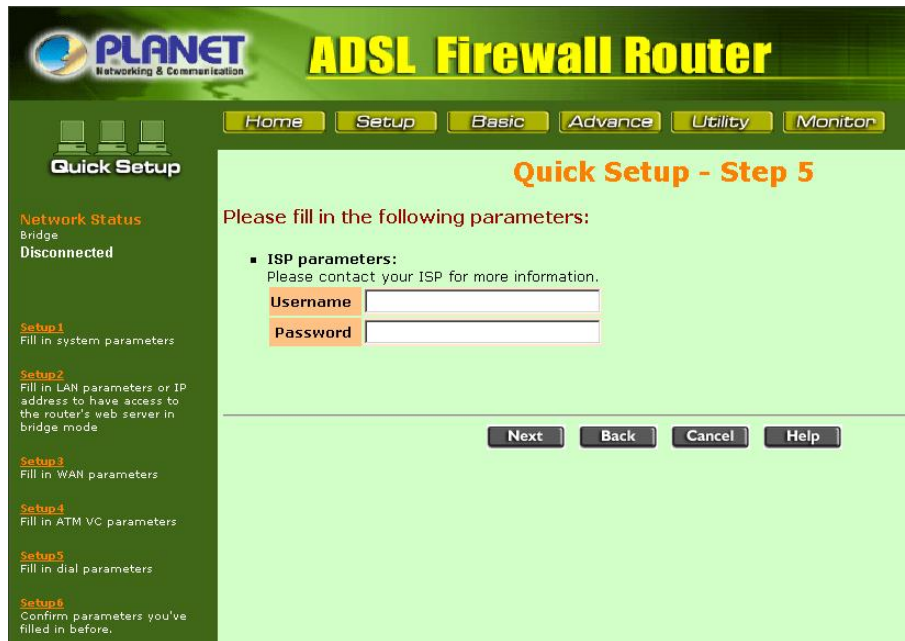 PLANET
Networking & Communication
ADSL Firewall Router
Home Setup Basic Advance Utility Monitor
Quick Setup
Quick Setup - Step 5
Network Status
Bridge
Disconnected
Please fill in the following parameters:
ISP parameters:
Please contact your ISP for more information.
Username
Password
Setup1
Fill in system parameters
Setup2
Fill in LAN parameters or IP
address to have access to
the router's web server in
bridge mode
Setup3
Fill in WAN parameters
Setup4
Fill in ATM VC parameters
Setup5
Fill in dial parameters
Setup6
Confirm parameters you've
filled in before.
Next Back Cancel Help